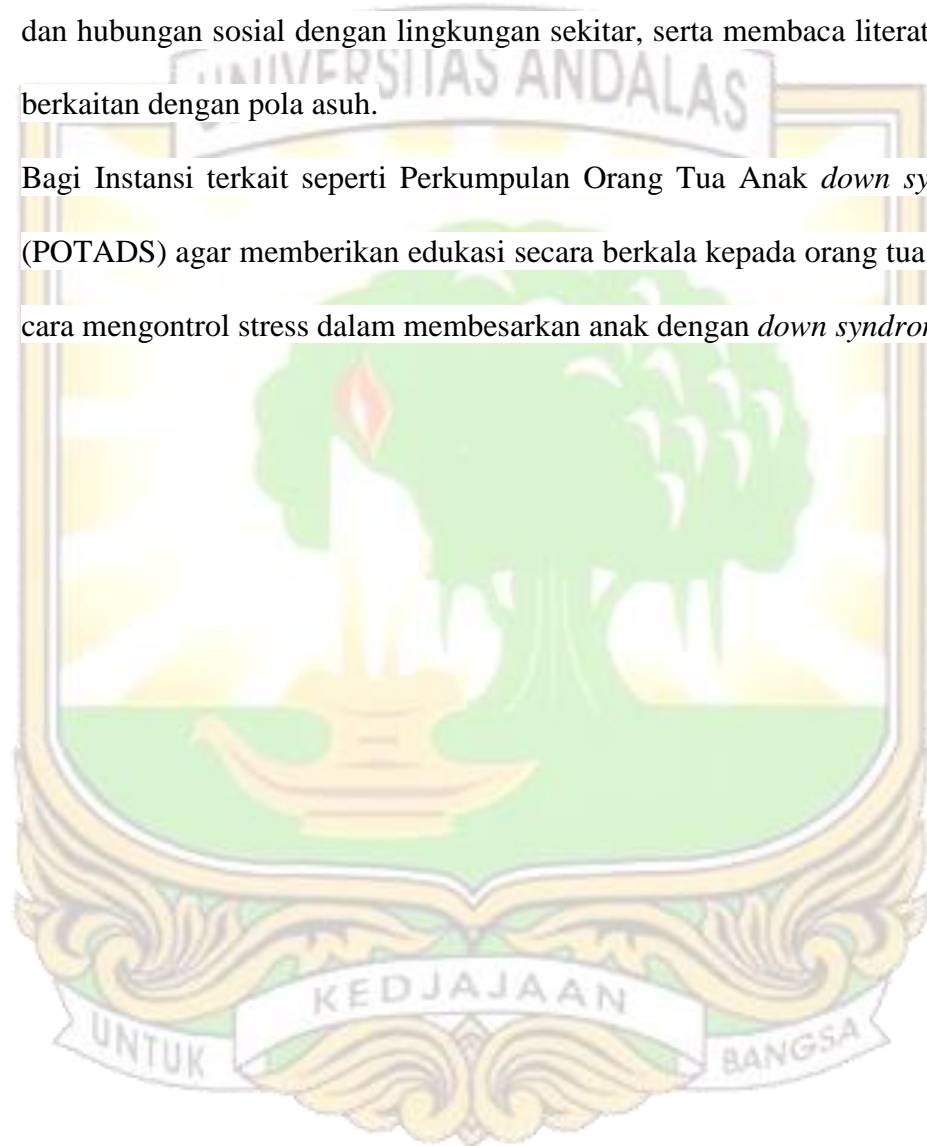 dan hubungan sosial dengan lingkungan sekitar, serta membaca literat
UNIVERSITAS ANDALAS
berkaitan dengan pola asuh.
Bagi Instansi terkait seperti Perkumpulan Orang Tua Anak down sy
(POTADS) agar memberikan edukasi secara berkala kepada orang tua
cara mengontrol stress dalam membesarkan anak dengan down syndro
KEDJAJAAN
UNTUK
BANGSA